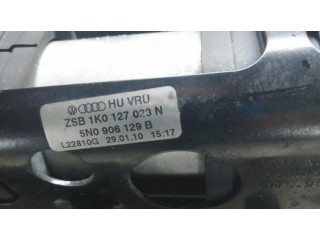 HU VRU
ZSB 1K0 127 023 N
5N0 906 129 B
L22810G 29.01.10 15:17